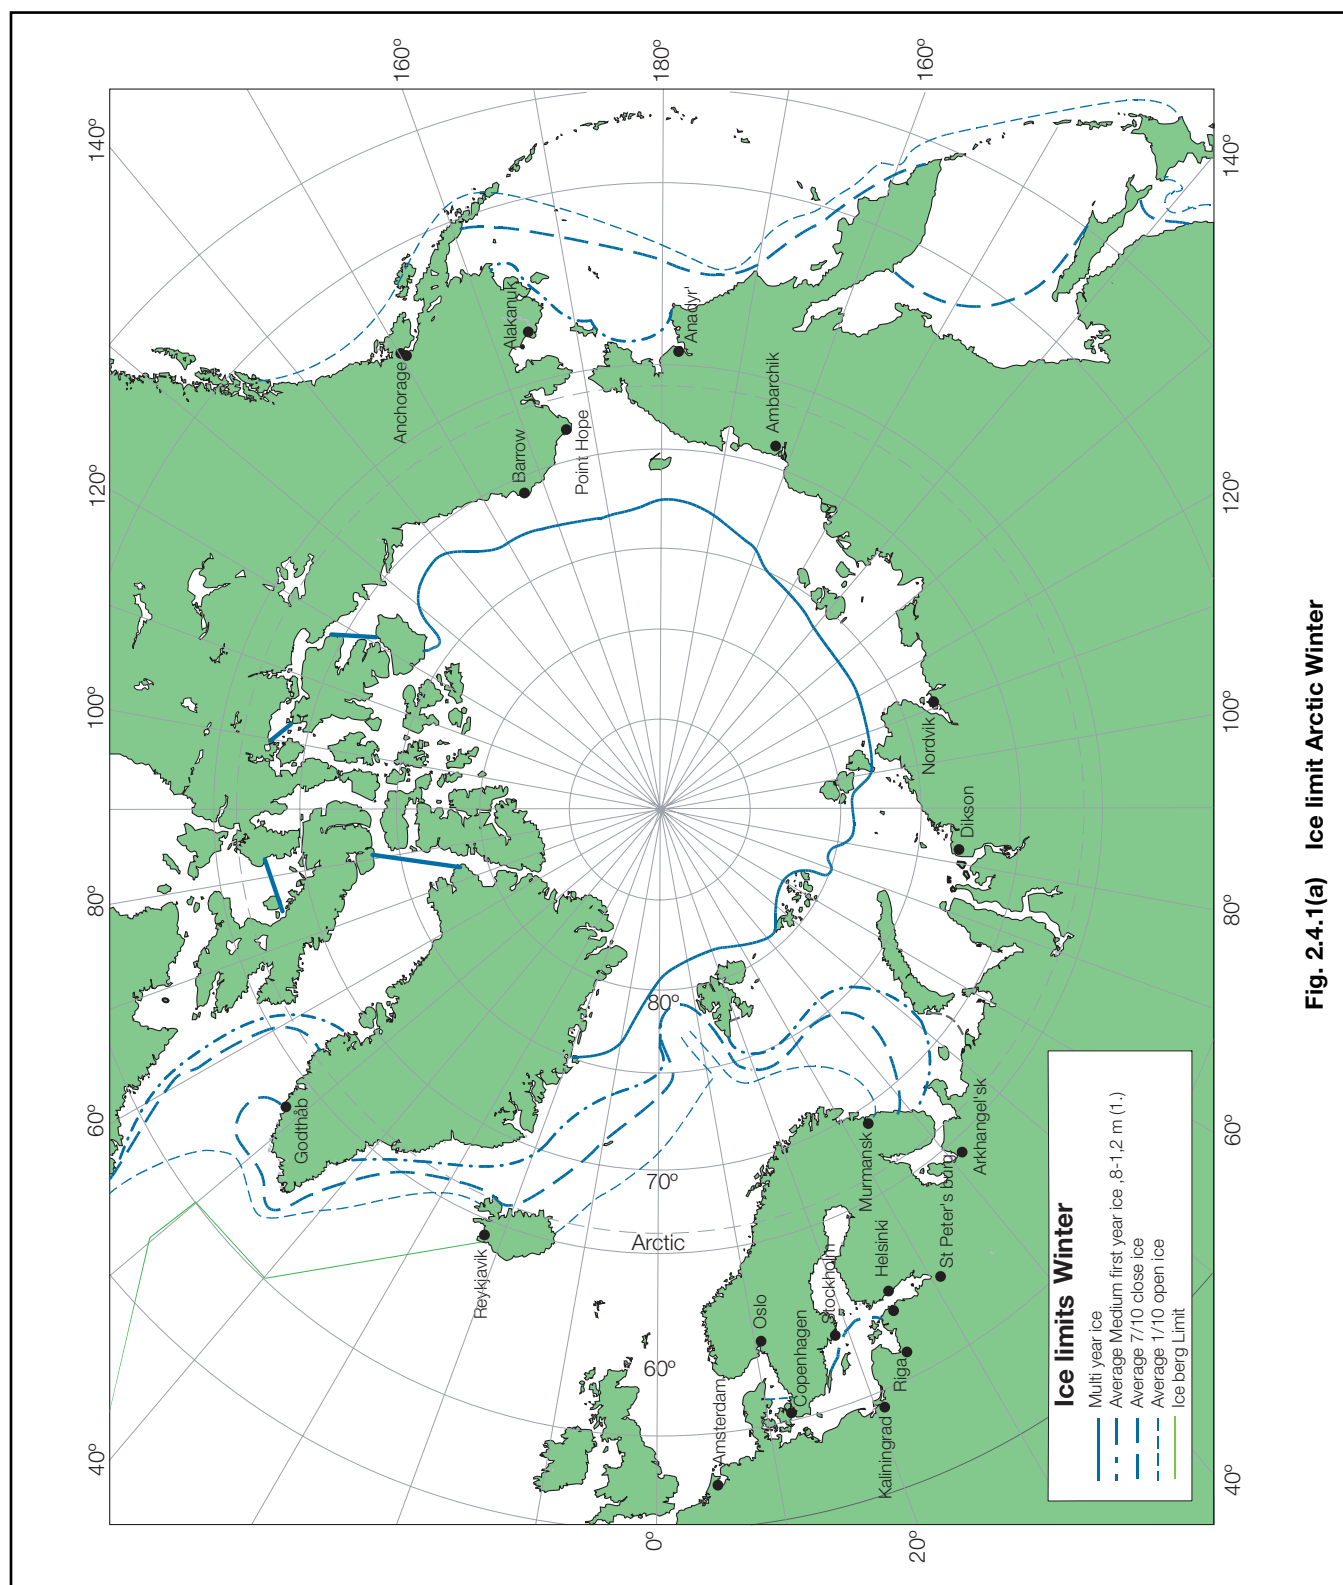 160°
180°
160°
140°
140°
120°
120°
100°
100°
80°
80°
60°
60°
40°
40°
0°
20°
Anchorage
Alakanuk
Barrow
Point Hope
Anadyr'
Ambarchik
Nordvik
Dikson
80°
70°
60°
Arctic
Godthåb
Reykjavik
Murmansk
Arkhangel'sk
St Peter's burg
Helsinki
Stockholm
Oslo
Copenhagen
Riga
Kaliningrad
Amsterdam
Ice limits Winter
Multi year ice
Average Medium first year ice ,8-1,2 m (1.)
Average 7/10 close ice
Average 1/10 open ice
Ice berg Limit
Fig. 2.4.1(a) Ice limit Arctic Winter